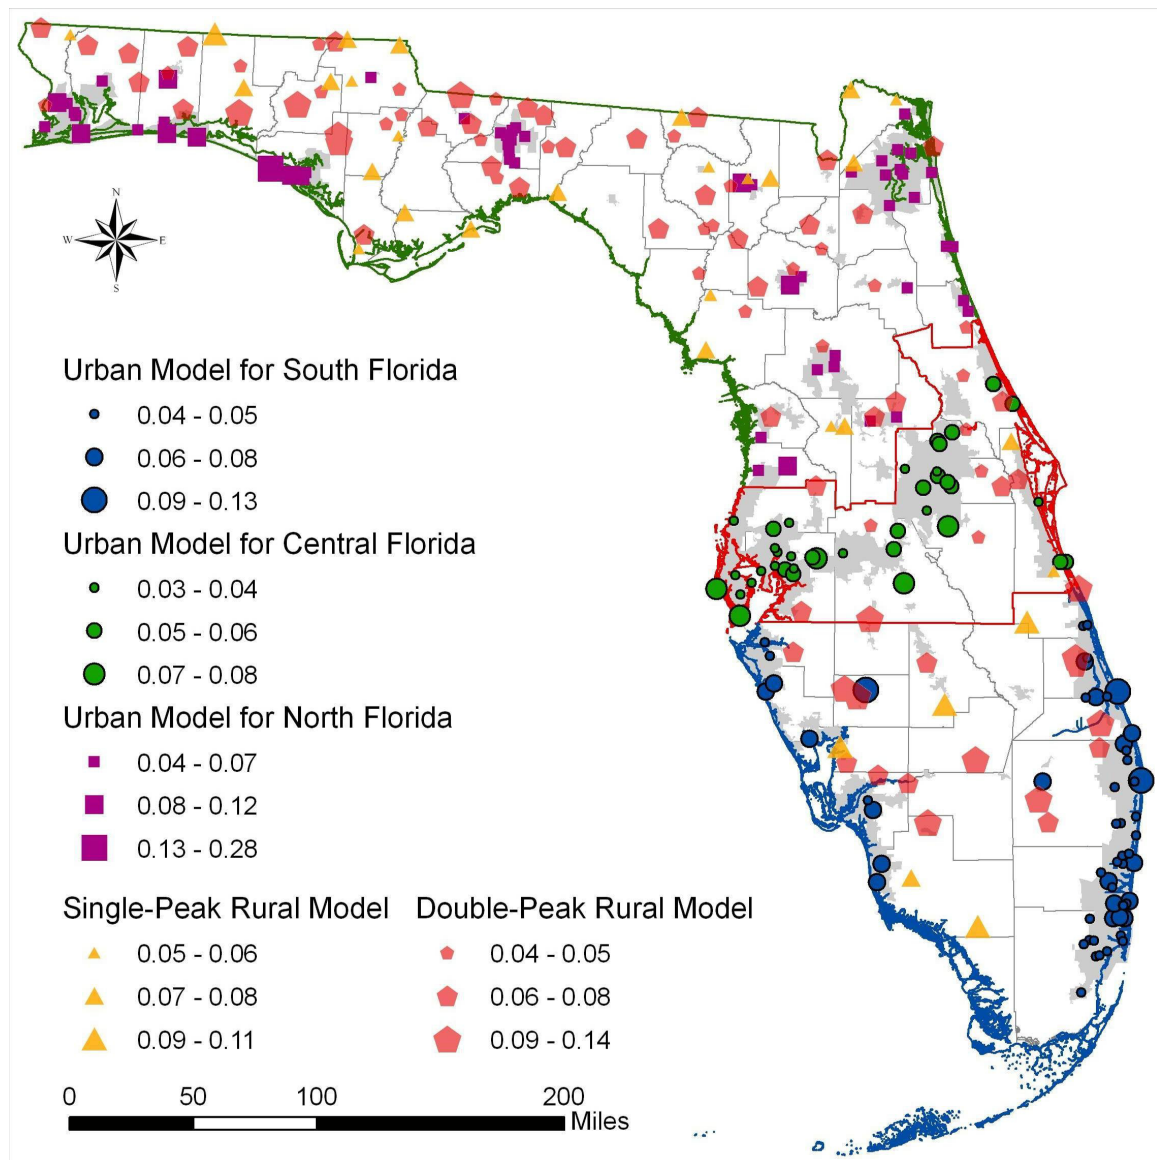 N
W E
S
Urban Model for South Florida
0.04 - 0.05
0.06 - 0.08
0.09 - 0.13
Urban Model for Central Florida
0.03 - 0.04
0.05 - 0.06
0.07 - 0.08
Urban Model for North Florida
0.04 - 0.07
0.08 - 0.12
0.13 - 0.28
Single-Peak Rural Model Double-Peak Rural Model
0.05 - 0.06 0.04 - 0.05
0.07 - 0.08 0.06 - 0.08
0.09 - 0.11 0.09 - 0.14
0 50 100 200
Miles